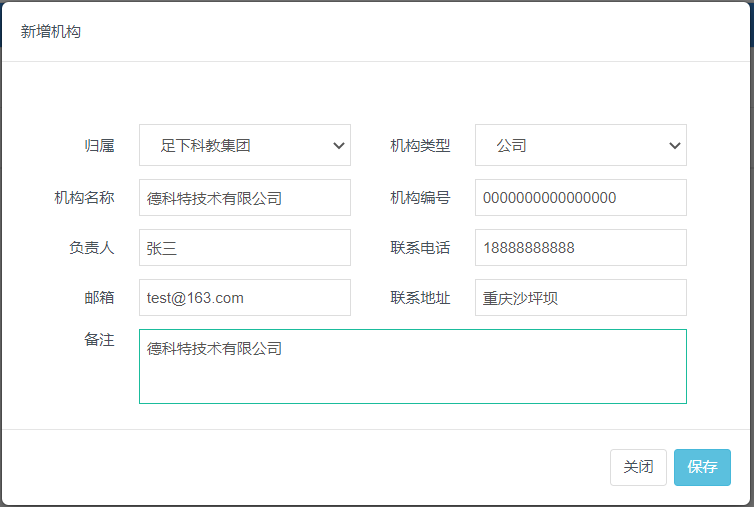 新增机构
归属 足下科教集团 机构类型 公司
机构名称 德科特技术有限公司 机构编号 0000000000000000
负责人 张三 联系电话 18888888888
邮箱 test@163.com 联系地址 重庆沙坪坝
备注 德科特技术有限公司
关闭 保存